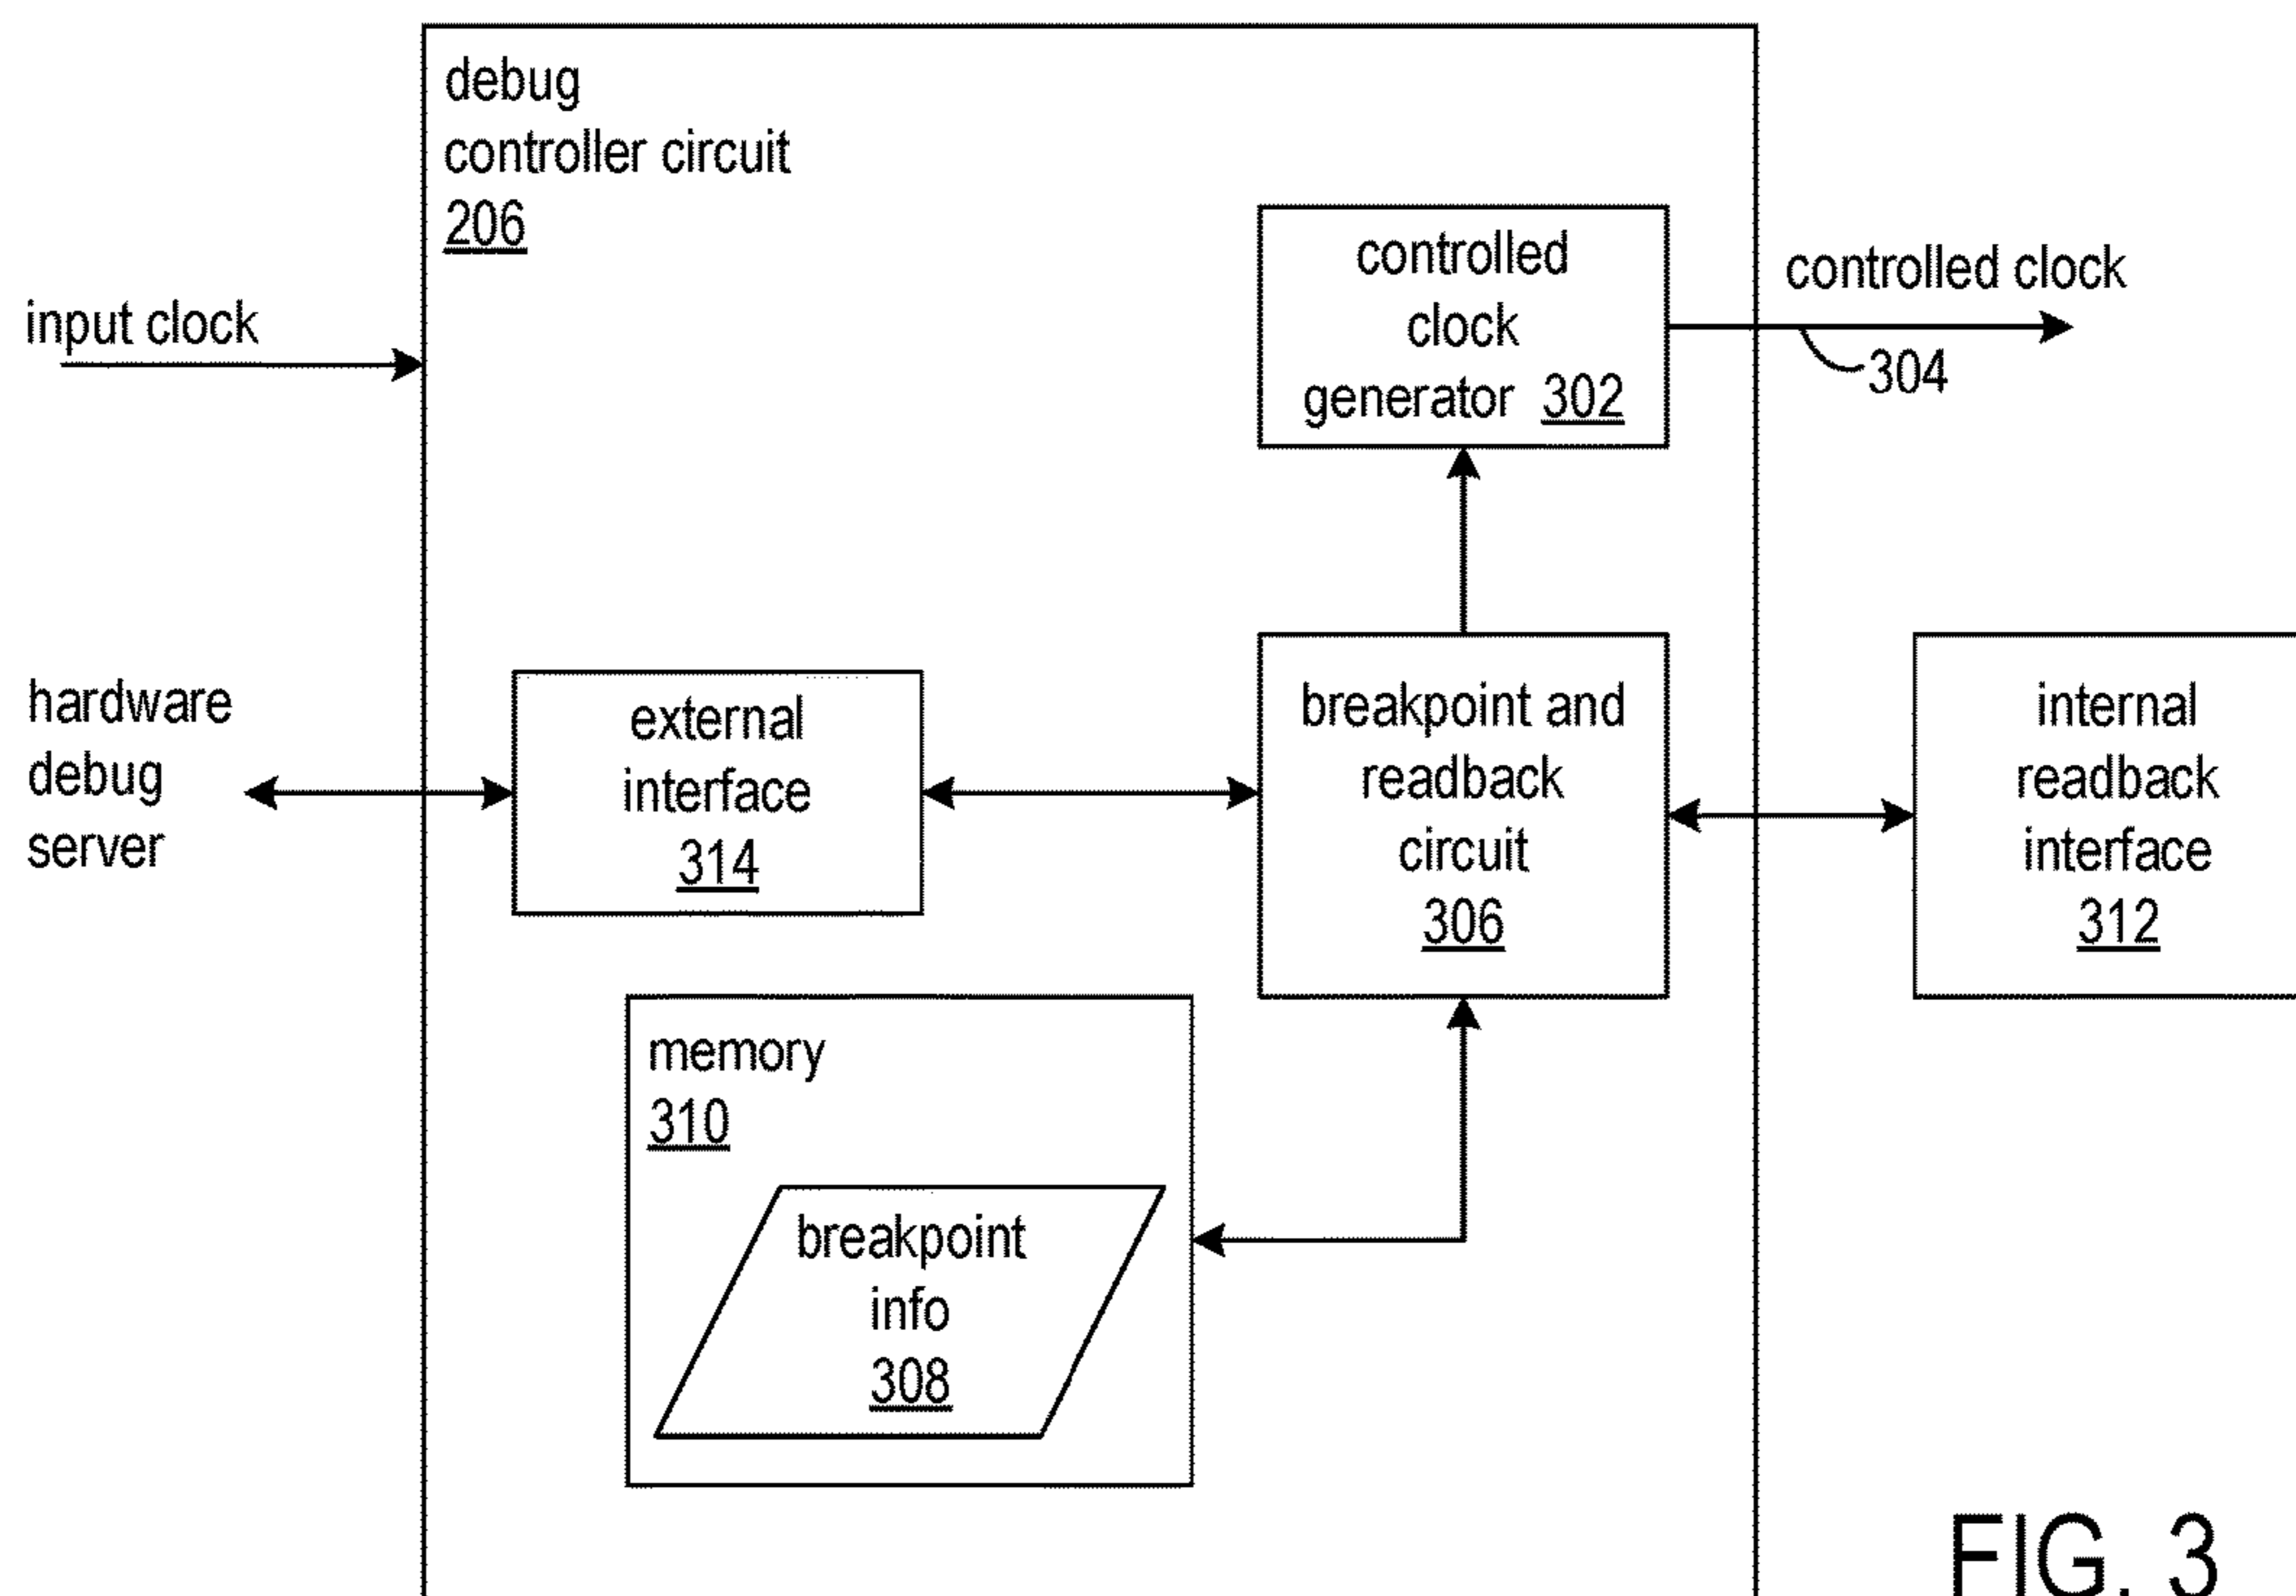 debug
controller circuit
206
input clock
controlled
clock
generator 302
controlled clock
304
hardware
debug
server
external
interface
314
breakpoint and
readback
circuit
306
internal
readback
interface
312
memory
310
breakpoint
info
308
FIG. 3